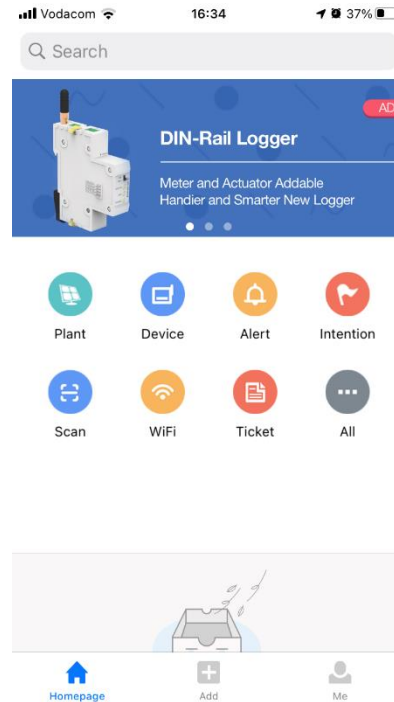 Vodacom 16:34 37%
Search
AD
DIN-Rail Logger
Meter and Actuator Addable
Handier and Smarter New Logger
Plant Device Alert Intention
Scan WiFi Ticket All
Homepage Add Me